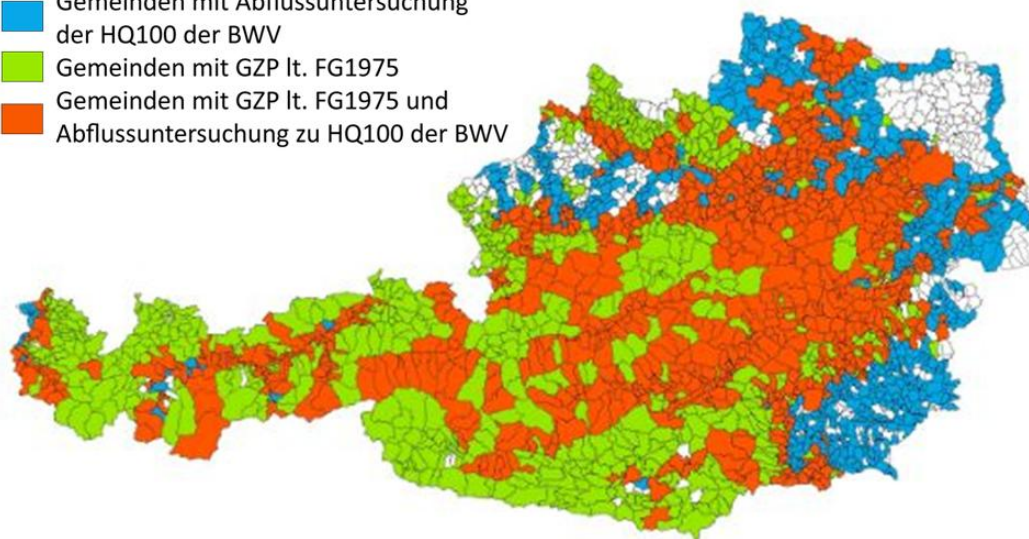 Gemeinden mit Abflussuntersuchung
der HQ100 der BWV
Gemeinden mit GZP lt. FG1975
Gemeinden mit GZP lt. FG1975 und
Abflussuntersuchung zu HQ100 der BWV